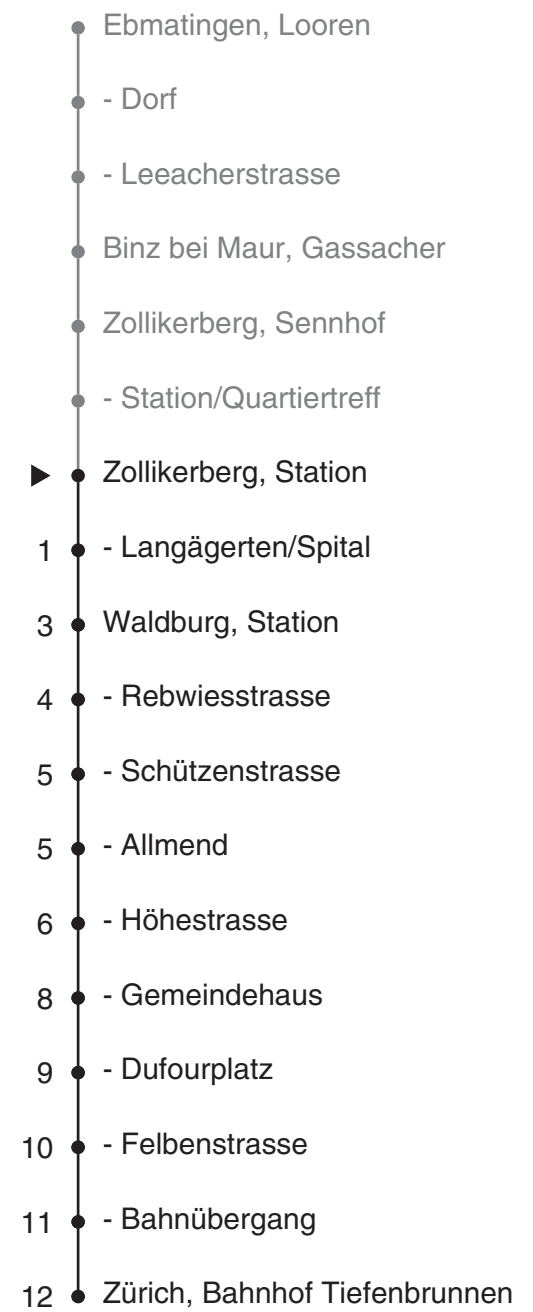 Ebmatingen, Looren
- Dorf
- Leeacherstrasse
Binz bei Maur, Gassacher
Zollikerberg, Sennhof
- Station/Quartiertreff
Zollikerberg, Station
1 - Langägerten/Spital
3 Waldburg, Station
4 - Rebwiesstrasse
5 - Schützenstrasse
5 - Allmend
6 - Höhestrasse
8 - Gemeindehaus
9 - Dufourplatz
10 - Felbenstrasse
11 - Bahnübergang
12 Zürich, Bahnhof Tiefenbrunnen